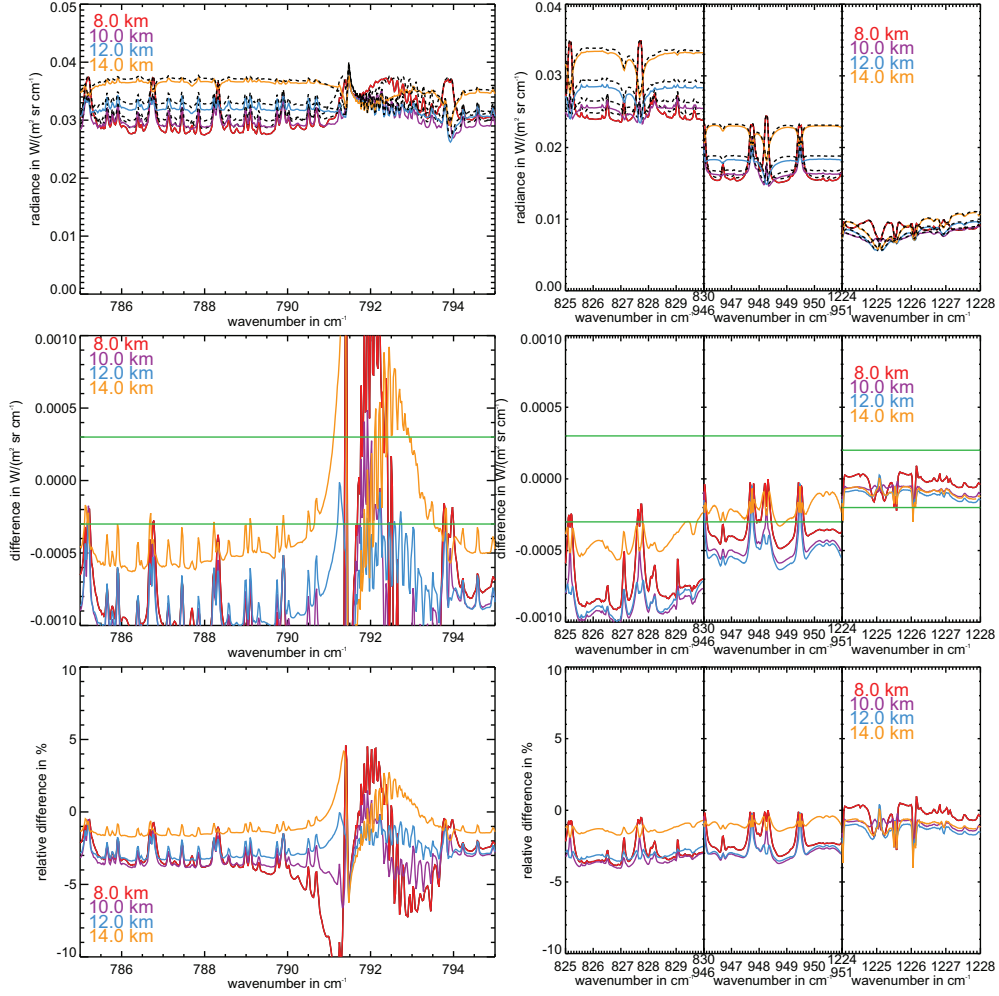 0.05
0.04
0.03
0.02
0.01
0.00
radiance in W/(m² sr cm⁻¹)
8.0 km
10.0 km
12.0 km
14.0 km
786 788 790 792 794
wavenumber in cm⁻¹
0.04
0.03
0.02
0.01
0.00
radiance in W/(m² sr cm⁻¹)
8.0 km
10.0 km
12.0 km
14.0 km
825 826 827 828 829 830
946 947 948 949 950 951
1224 1225 1226 1227 1228
wavenumber in cm⁻¹ wavenumber in cm⁻¹ wavenumber in cm⁻¹
0.0010
0.0005
0.0000
-0.0005
-0.0010
difference in W/(m² sr cm⁻¹)
8.0 km
10.0 km
12.0 km
14.0 km
786 788 790 792 794
wavenumber in cm⁻¹
0.0010
0.0005
0.0000
-0.0005
-0.0010
difference in W/(m² sr cm⁻¹)
8.0 km
10.0 km
12.0 km
14.0 km
825 826 827 828 829 830
946 947 948 949 950 951
1224 1225 1226 1227 1228
wavenumber in cm⁻¹ wavenumber in cm⁻¹ wavenumber in cm⁻¹
10
5
0
-5
-10
relative difference in %
8.0 km
10.0 km
12.0 km
14.0 km
786 788 790 792 794
wavenumber in cm⁻¹
10
5
0
-5
-10
relative difference in %
8.0 km
10.0 km
12.0 km
14.0 km
825 826 827 828 829 830
946 947 948 949 950 951
1224 1225 1226 1227 1228
wavenumber in cm⁻¹ wavenumber in cm⁻¹ wavenumber in cm⁻¹